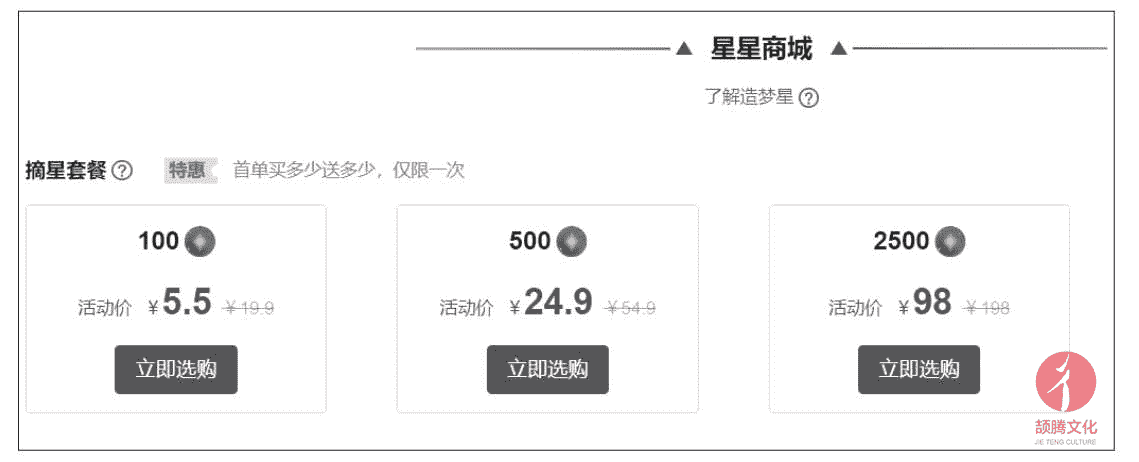 ▲ 星星商城 ▲
了解造梦星 ?
摘星套餐 ? 特惠 首单买多少送多少，仅限一次
100
500
2500
活动价 ￥5.5 ￥19.9
活动价 ￥24.9 ￥54.9
活动价 ￥98 ￥198
立即选购
立即选购
立即选购
颉腾文化
JIE TENG CULTURE